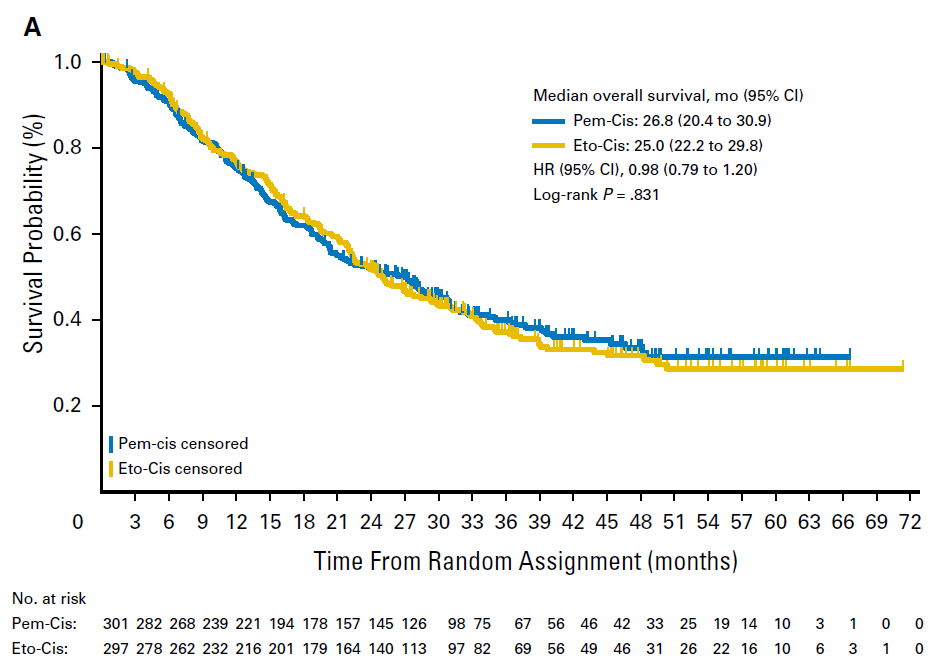 A
Survival Probability (%)
1.0
0.8
0.6
0.4
0.2
Median overall survival, mo (95% CI)
Pem-Cis: 26.8 (20.4 to 30.9)
Eto-Cis: 25.0 (22.2 to 29.8)
HR (95% CI), 0.98 (0.79 to 1.20)
Log-rank P = .831
Pem-cis censored
Eto-Cis censored
0 3 6 9 12 15 18 21 24 27 30 33 36 39 42 45 48 51 54 57 60 63 66 69 72
Time From Random Assignment (months)
No. at risk
Pem-Cis: 301 282 268 239 221 194 178 157 145 126 98 75 67 56 46 42 33 25 19 14 10 3 1 0 0
Eto-Cis: 297 278 262 232 216 201 179 164 140 113 97 82 69 56 49 46 31 26 22 16 10 6 3 1 0